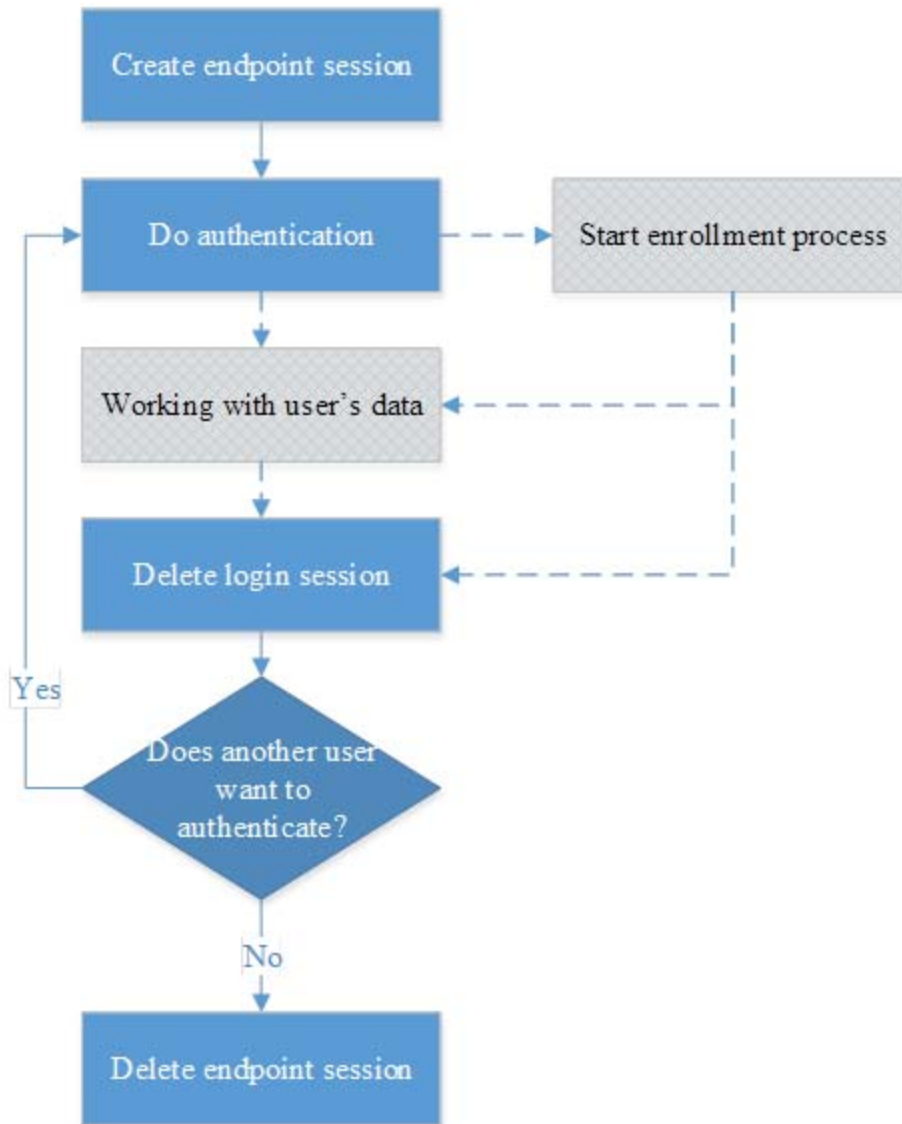 Create endpoint session
Do authentication
Start enrollment process
Working with user’s data
Delete login session
Yes
Does another user
want to
authenticate?
No
Delete endpoint session